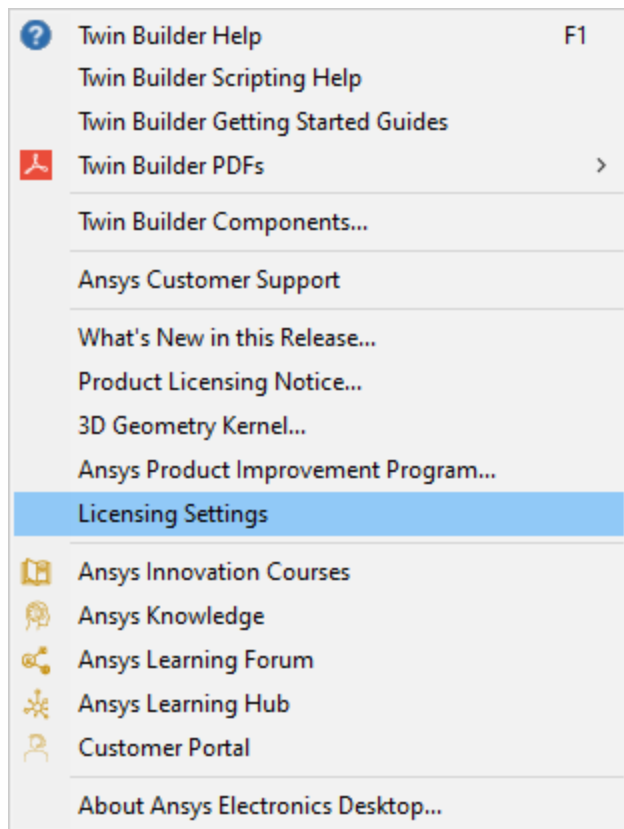 Twin Builder Help F1
Twin Builder Scripting Help
Twin Builder Getting Started Guides
Twin Builder PDFs
Twin Builder Components...
Ansys Customer Support
What's New in this Release...
Product Licensing Notice...
3D Geometry Kernel...
Ansys Product Improvement Program...
Licensing Settings
Ansys Innovation Courses
Ansys Knowledge
Ansys Learning Forum
Ansys Learning Hub
Customer Portal
About Ansys Electronics Desktop...